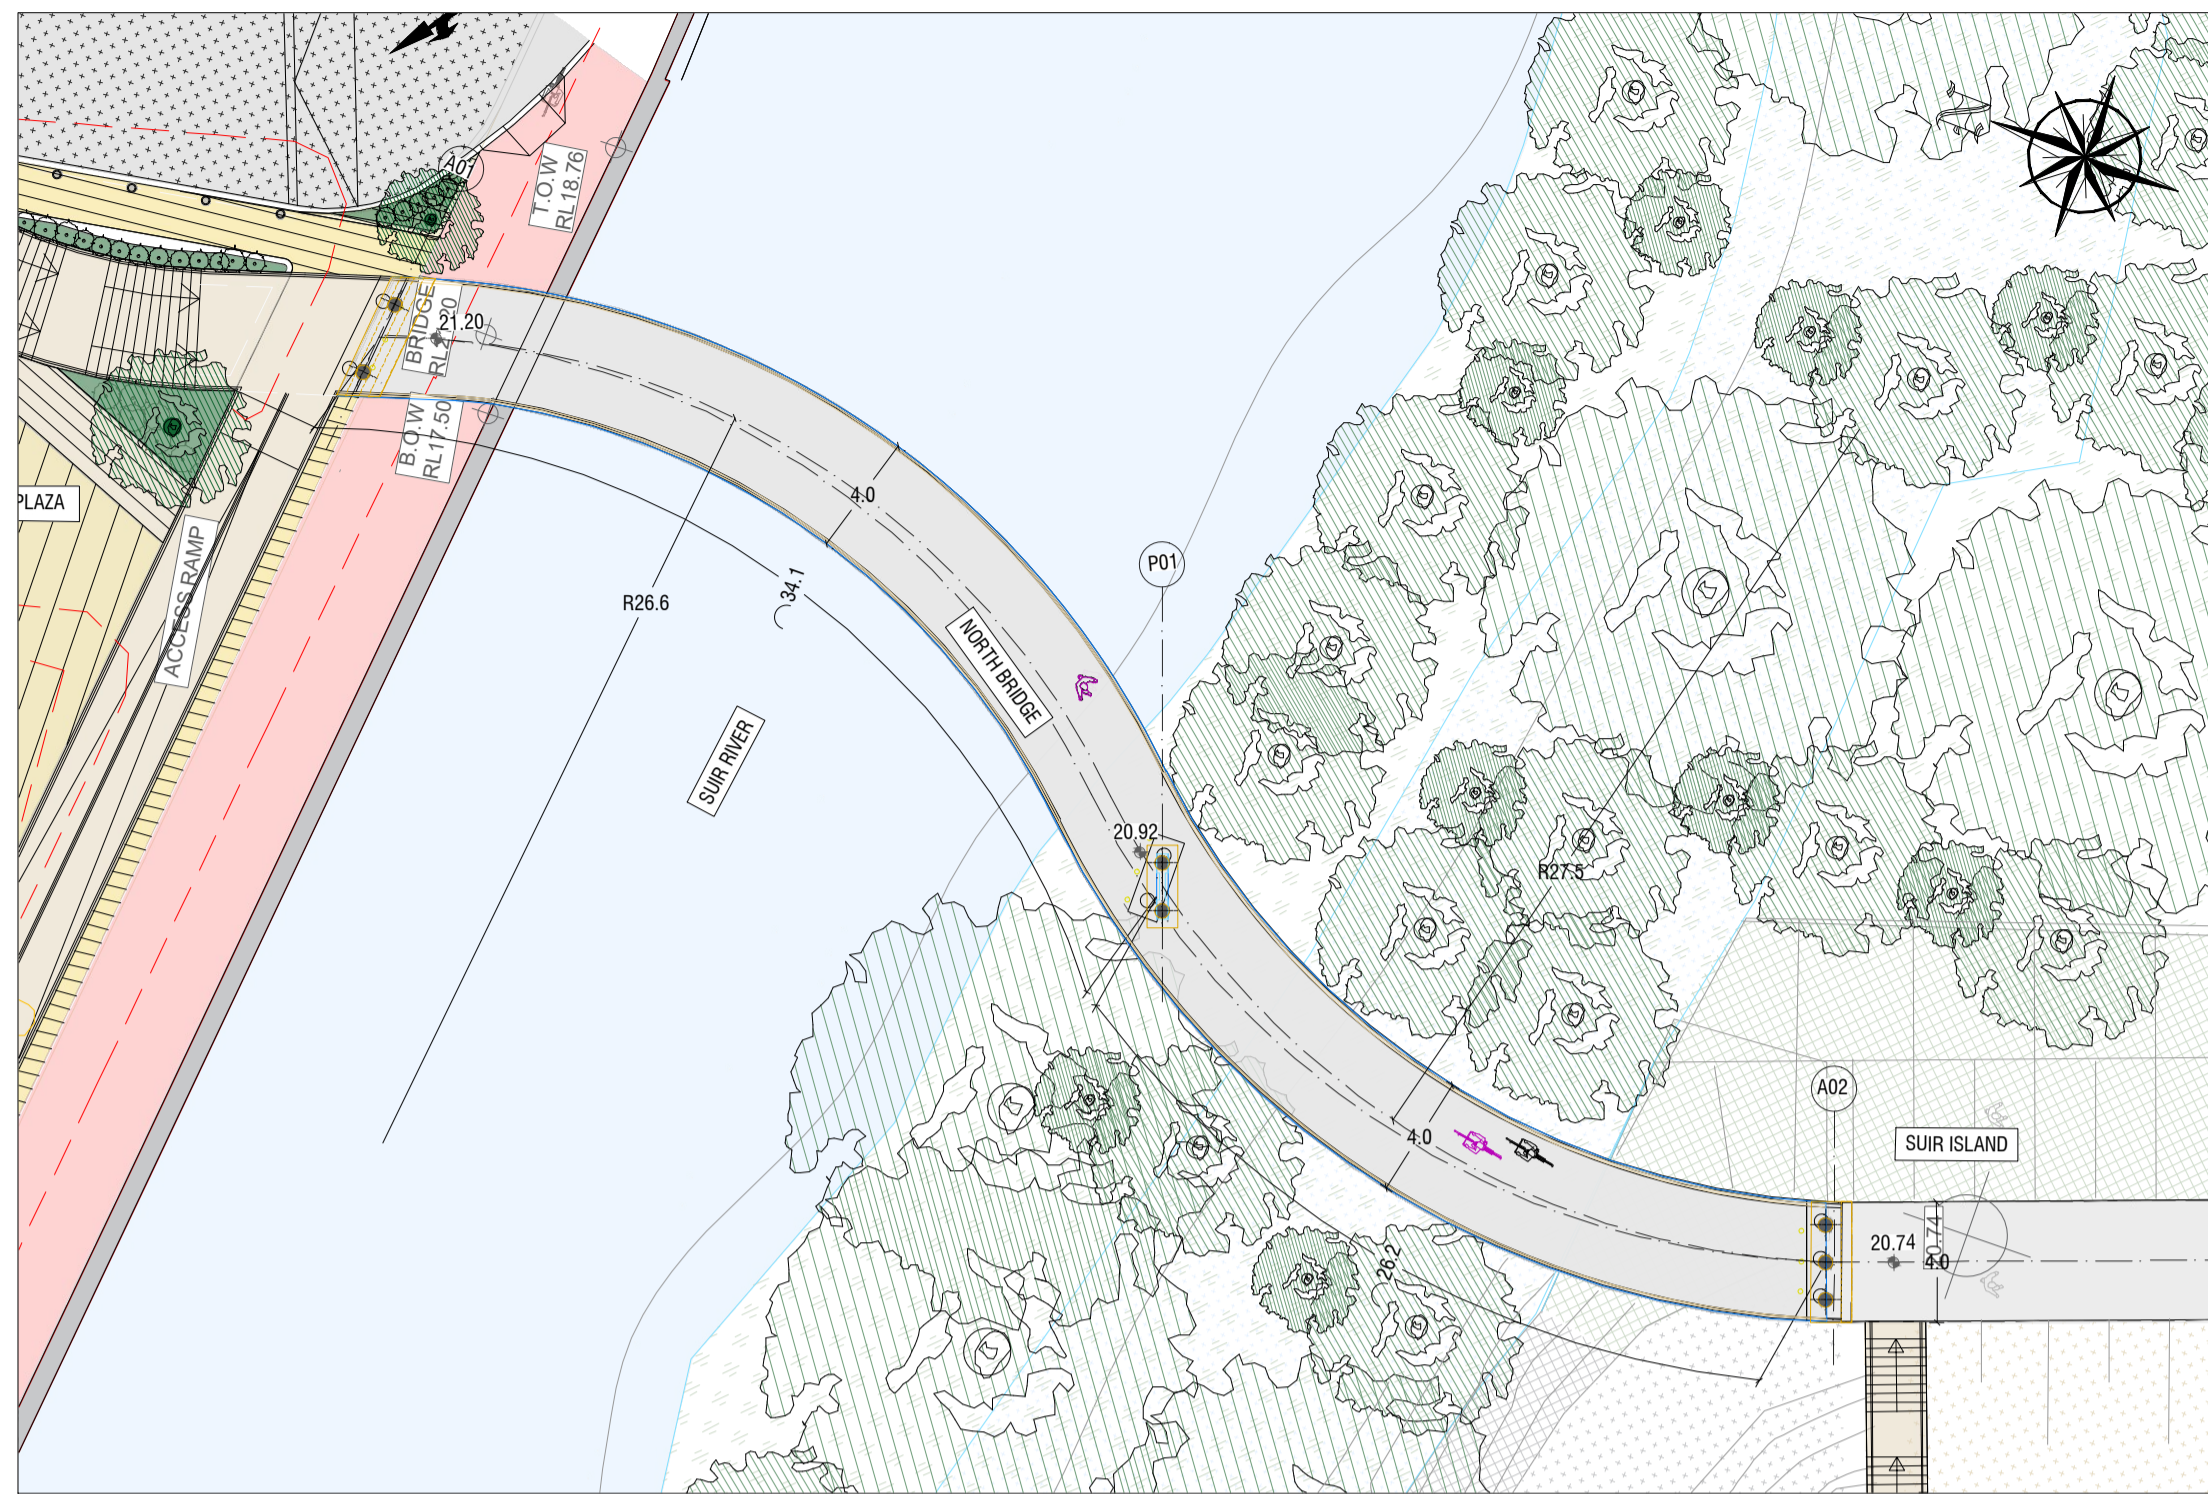 A01
T.O.W
RL18.76
BRIDGE
21.20
B.O.W
RL17.50
PLAZA
ACCESS RAMP
4.0
R26.6
34.1
P01
NORTH BRIDGE
SUIR RIVER
20.92
R27.5
A02
4.0
SUIR ISLAND
26.2
20.74
20.74
4.0